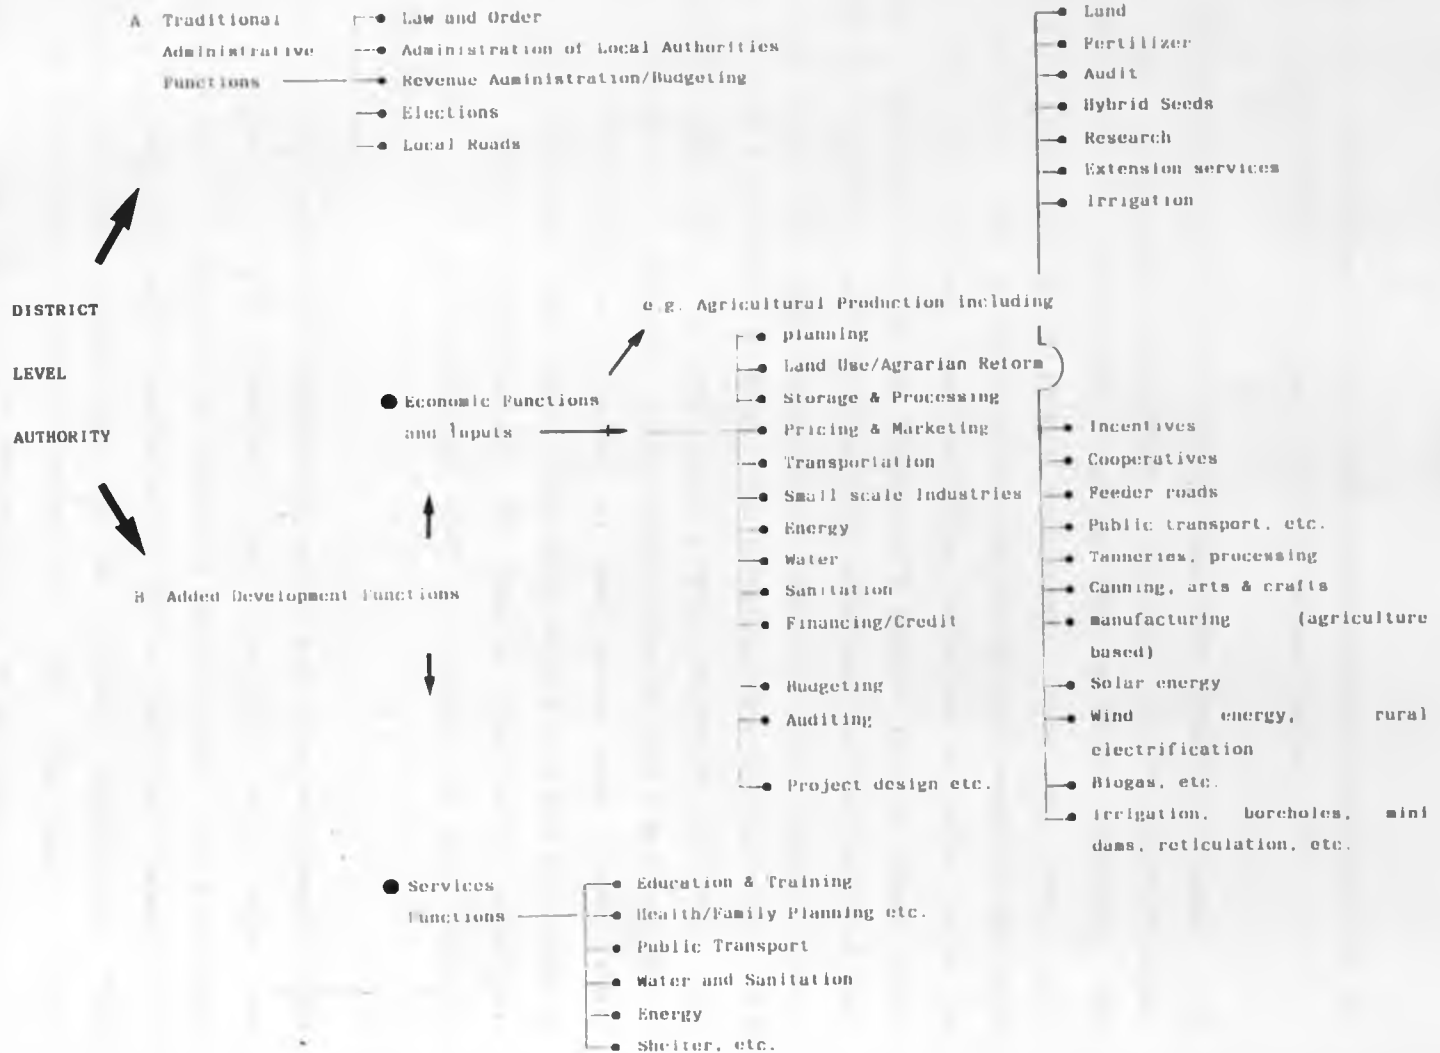 A Traditional
Administrative
Functions
Law and Order
Administration of Local Authorities
Revenue Administration/Budgeting
Elections
Local Roads
Land
Fertilizer
Audit
Hybrid Seeds
Research
Extension services
Irrigation
DISTRICT
LEVEL
AUTHORITY
e.g. Agricultural Production including
planning
Land Use/Agrarian Reform
Storage & Processing
Economic Functions
and Inputs
Pricing & Marketing
Transportation
Small scale Industries
Energy
Water
Sanitation
Financing/Credit
Budgeting
Auditing
Project design etc.
Incentives
Cooperatives
Feeder roads
Public transport, etc.
Tanneries, processing
Canning, arts & crafts
manufacturing (agriculture
based)
Solar energy
Wind energy, rural
electrification
Biogas, etc.
irrigation, boreholes, mini
dams, reticulation, etc.
B Added Development Functions
Services
Functions
Education & Training
Health/Family Planning etc.
Public Transport
Water and Sanitation
Energy
Shelter, etc.